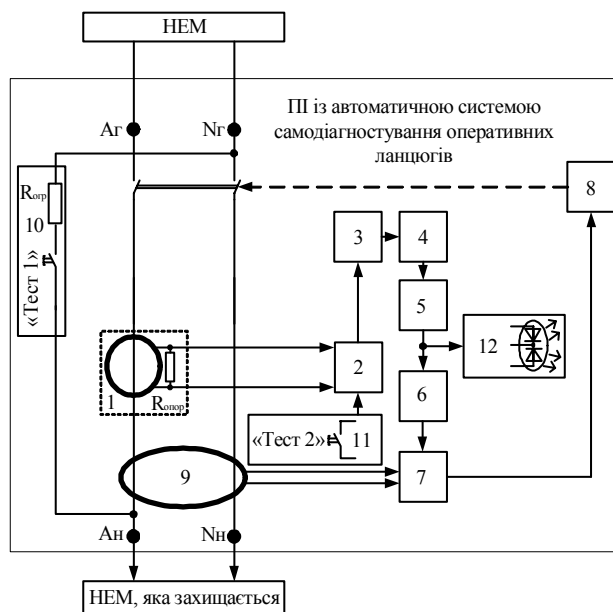 НЕМ
Аг
Nг
ПІ із автоматичною системою
самодіагностування оперативних
ланцюгів
8
Rогр
10
«Тест 1»
3
4
5
12
1
Rопор
2
6
«Тест 2»
11
9
7
Ан
Nн
НЕМ, яка захищається